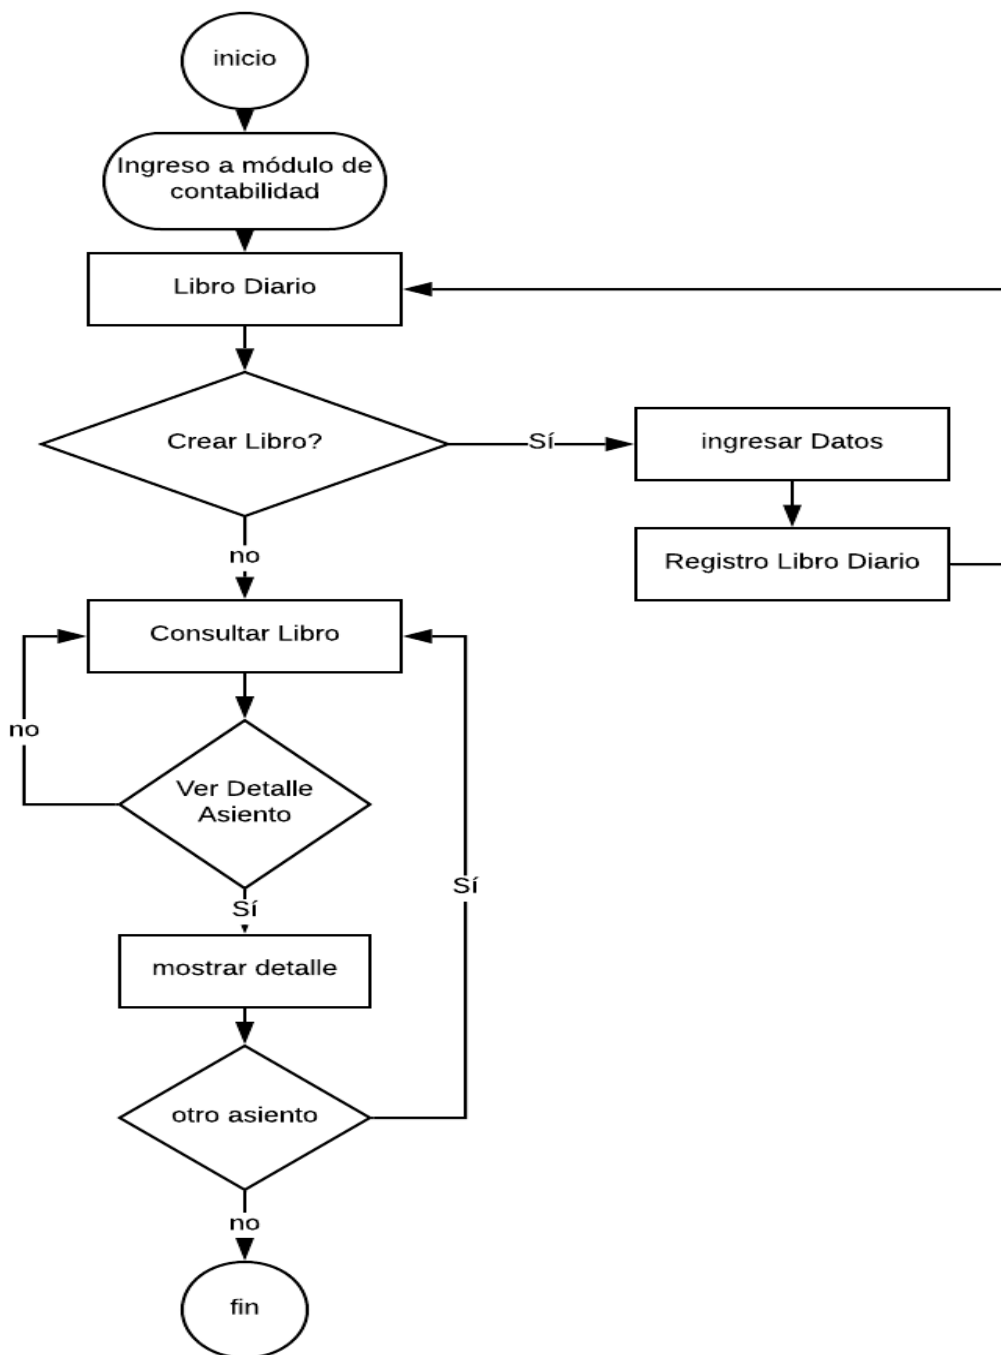 inicio
Ingreso a módulo de
contabilidad
Libro Diario
Crear Libro?
Sí
ingresar Datos
no
Registro Libro Diario
Consultar Libro
no
Ver Detalle
Asiento
Sí
Sí
mostrar detalle
otro asiento
no
fin